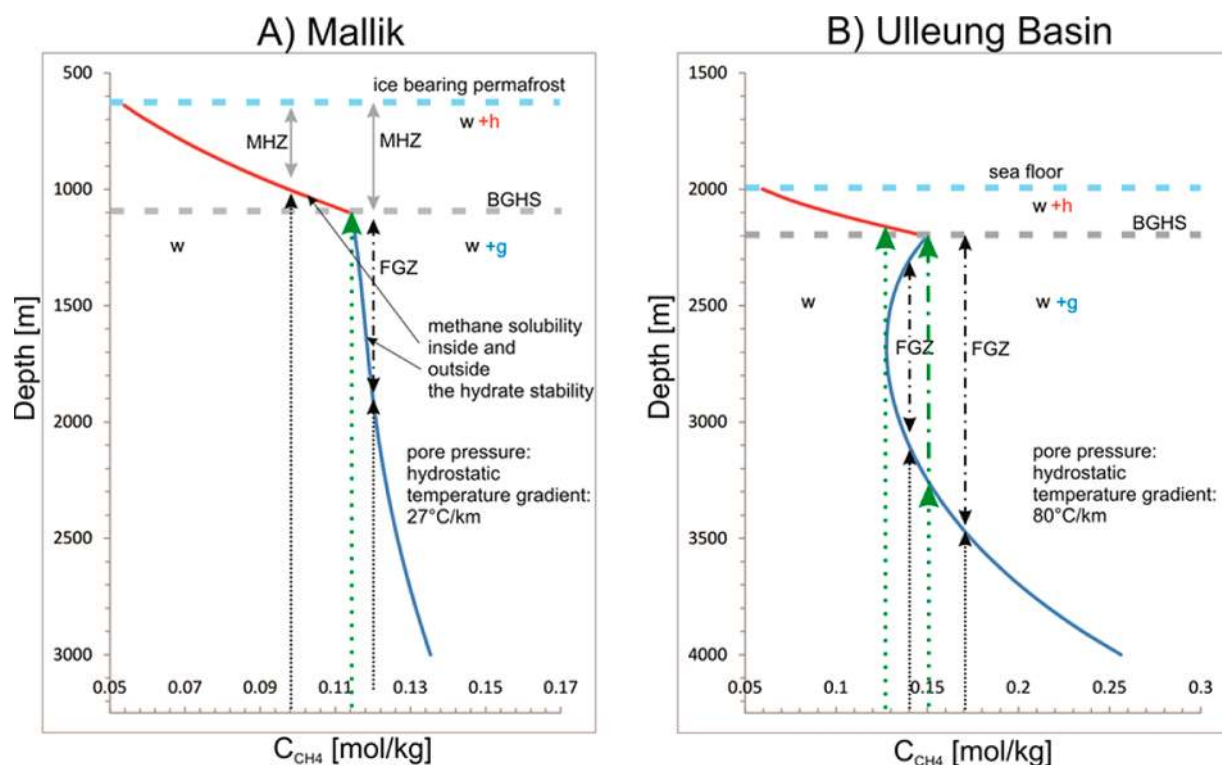 A) Mallik
500
1000
1500
2000
2500
3000
Depth [m]
ice bearing permafrost
w +h
MHZ
MHZ
BGHS
w
w +g
FGZ
methane solubility
inside and
outside
the hydrate stability
pore pressure:
hydrostatic
temperature gradient:
27°C/km
0.05
0.07
0.09
0.11
0.13
0.15
0.17
C_CH4 [mol/kg]
B) Ulleung Basin
1500
2000
2500
3000
3500
4000
Depth [m]
sea floor
w +h
BGHS
w
w +g
FGZ
FGZ
pore pressure:
hydrostatic
temperature gradient:
80°C/km
0.05
0.1
0.15
0.2
0.25
0.3
C_CH4 [mol/kg]